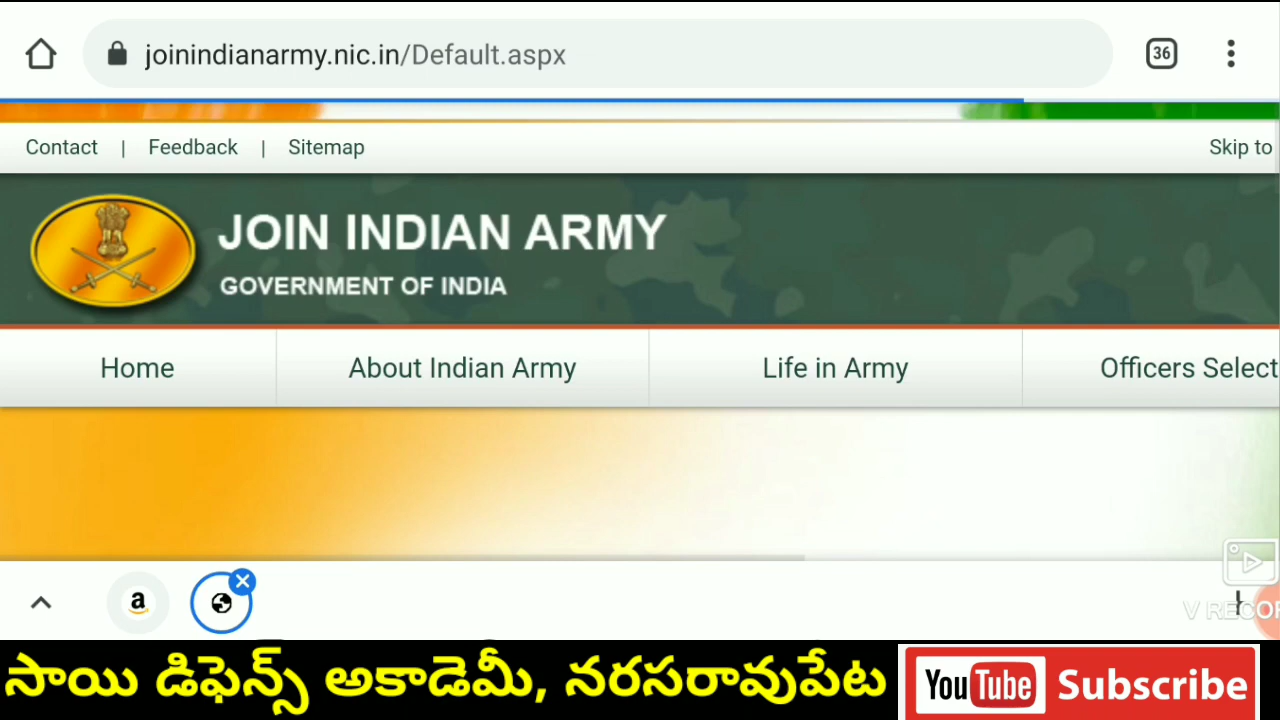 joinindianarmy.nic.in/Default.aspx
36
Contact | Feedback | Sitemap
Skip to
JOIN INDIAN ARMY
GOVERNMENT OF INDIA
Home
About Indian Army
Life in Army
Officers Select
a
V RECOR
సాయి డిఫెన్స్ అకాడెమీ, నరసరావుపేట
YouTube Subscribe